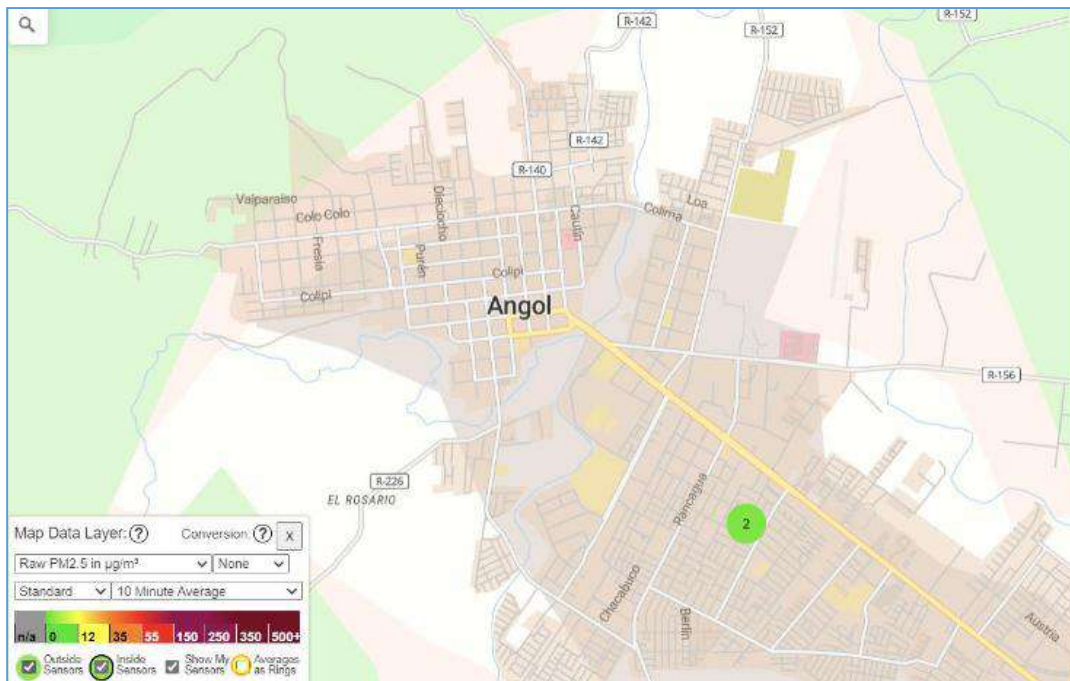 R-142
R-152
R-152
R-142
R-140
Valparaiso
Colo Colo
Dieciocho
Cautín
Loa
Colima
Fresia
Purén
Colipi
Colipi
Angol
R-156
R-226
EL ROSARIO
Rancagua
2
Chacabuco
Berlín
Austria
Map Data Layer: ? Conversion: ? X
Raw PM2.5 in µg/m³ None
Standard 10 Minute Average
n/a 0 12 35 55 150 250 350 500+
Outside Sensors
Inside Sensors
Show My Sensors
Averages as Rings